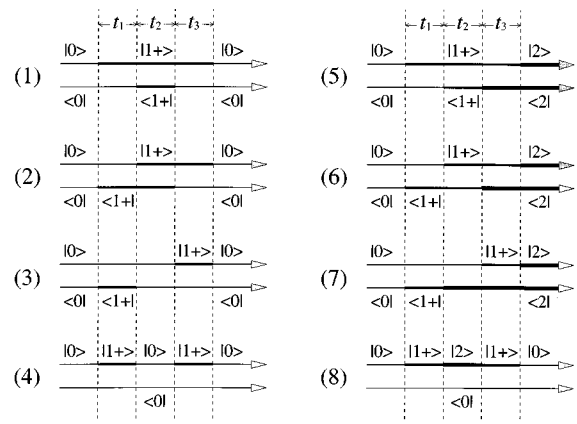 t₁ t₂ t₃
|0> |1+> |0>
(1)
<0| <1+| <0|
|0> |1+> |0>
(2)
<0| <1+| <0|
|0> |1+> |0>
(3)
<0| <1+| <0|
|0> |1+> |0> |1+> |0>
(4)
<0|
t₁ t₂ t₃
|0> |1+> |2>
(5)
<0| <1+| <2|
|0> |1+> |2>
(6)
<0| <1+| <2|
|0> |1+> |2>
(7)
<0| <1+| <2|
|0> |1+> |2> |1+> |0>
(8)
<0|